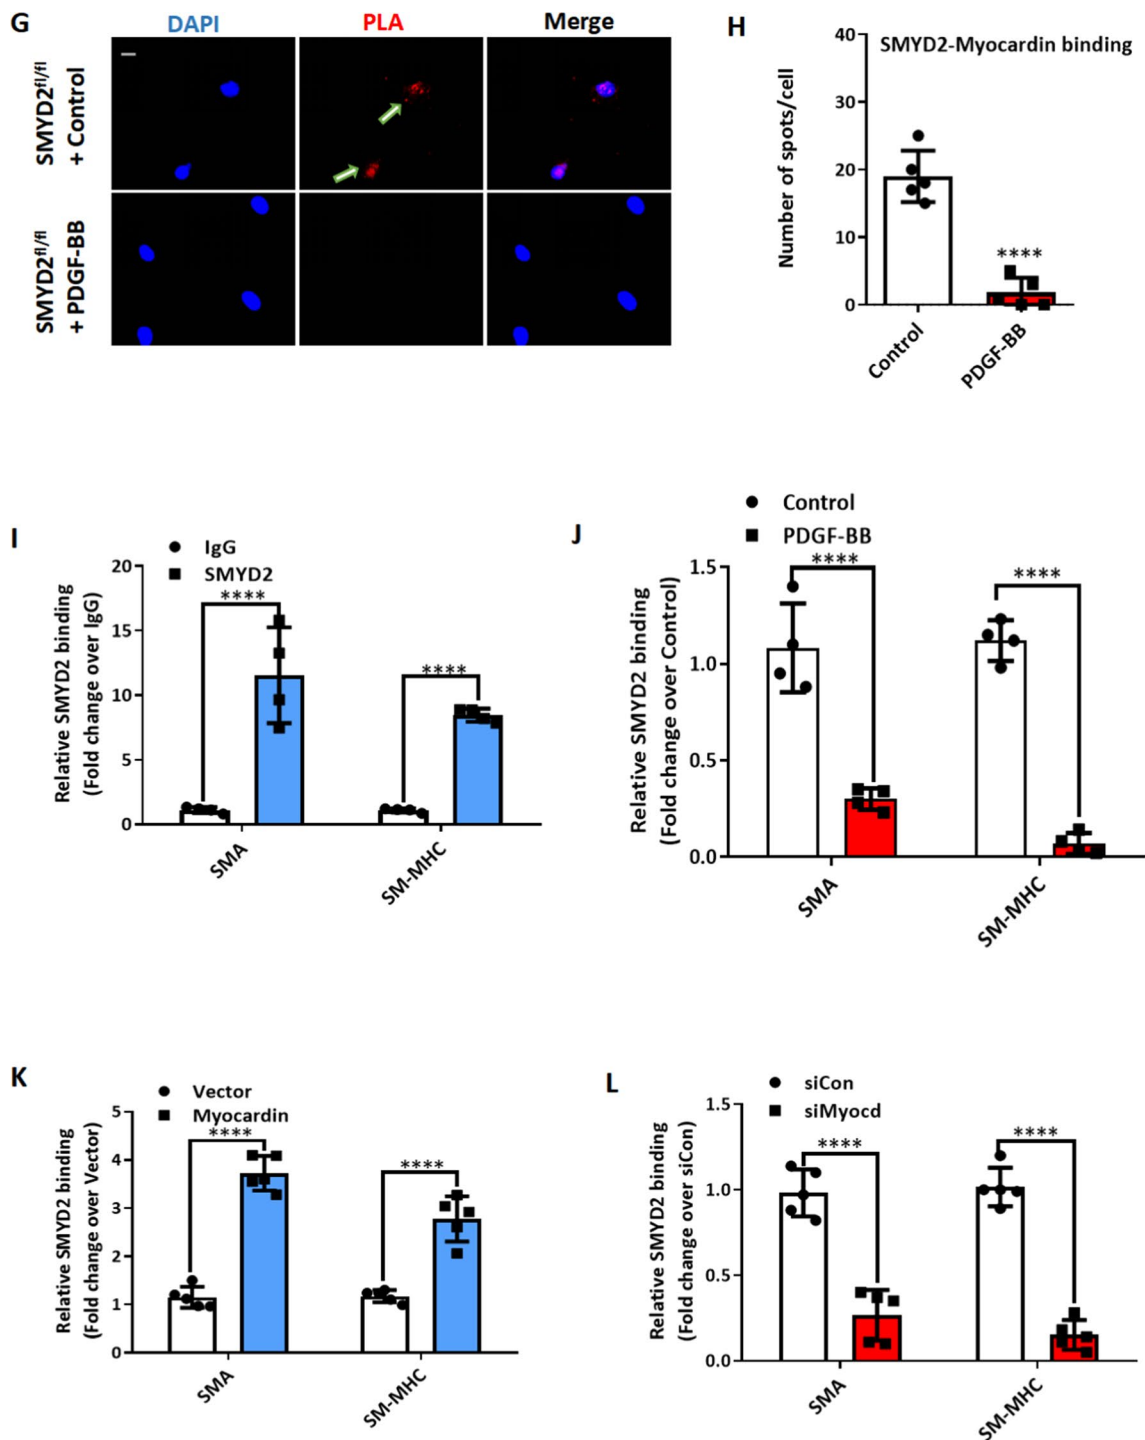 G
DAPI
PLA
Merge
SMYD2fl/fl
+ Control
SMYD2fl/fl
+ PDGF-BB
H
SMYD2-Myocardin binding
Number of spots/cell
40
30
20
10
0
****
Control
PDGF-BB
I
IgG
SMYD2
Relative SMYD2 binding
(Fold change over IgG)
20
15
10
5
0
****
****
SMA
SM-MHC
J
Control
PDGF-BB
Relative SMYD2 binding
(Fold change over Control)
1.5
1.0
0.5
0.0
****
****
SMA
SM-MHC
K
Vector
Myocardin
Relative SMYD2 binding
(Fold change over Vector)
5
4
3
2
1
0
****
****
SMA
SM-MHC
L
siCon
siMyocd
Relative SMYD2 binding
(Fold change over siCon)
1.5
1.0
0.5
0.0
****
****
SMA
SM-MHC